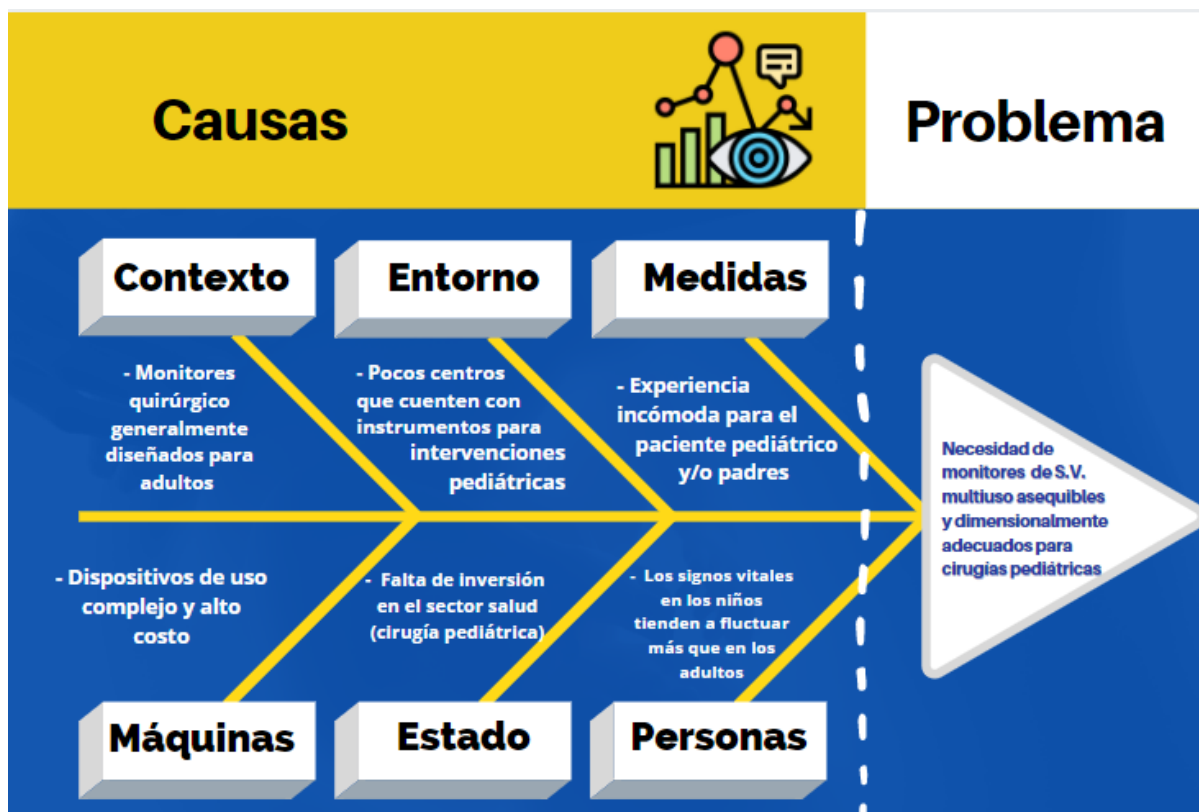 Causas
Problema
Contexto
Entorno
Medidas
- Monitores
quirúrgico
generalmente
diseñados para
adultos
- Pocos centros
que cuenten con
instrumentos para
intervenciones
pediátricas
- Experiencia
incómoda para el
paciente pediátrico
y/o padres
Necesidad de
monitores de S.V.
multiuso asequibles
y dimensionalmente
adecuados para
cirugías pediátricas
- Dispositivos de uso
complejo y alto
costo
- Falta de inversión
en el sector salud
(cirugía pediátrica)
- Los signos vitales
en los niños
tienden a fluctuar
más que en los
adultos
Máquinas
Estado
Personas